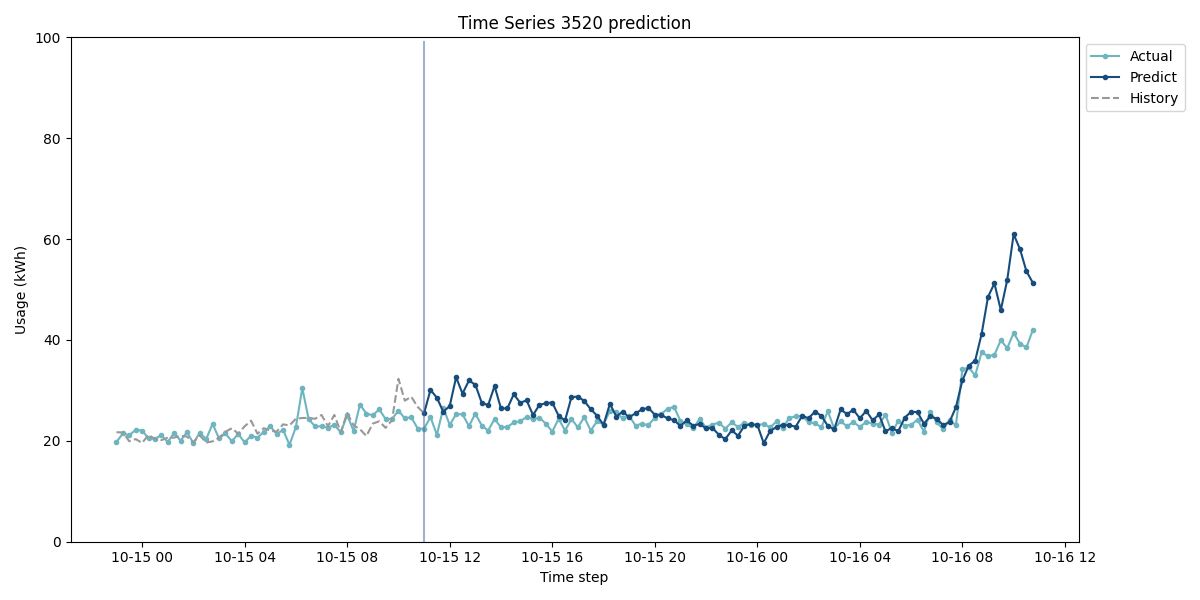 Time Series 3520 prediction
100
80
60
40
20
0
Usage (kWh)
10-15 00
10-15 04
10-15 08
10-15 12
10-15 16
10-15 20
10-16 00
10-16 04
10-16 08
10-16 12
Time step
Actual
Predict
History